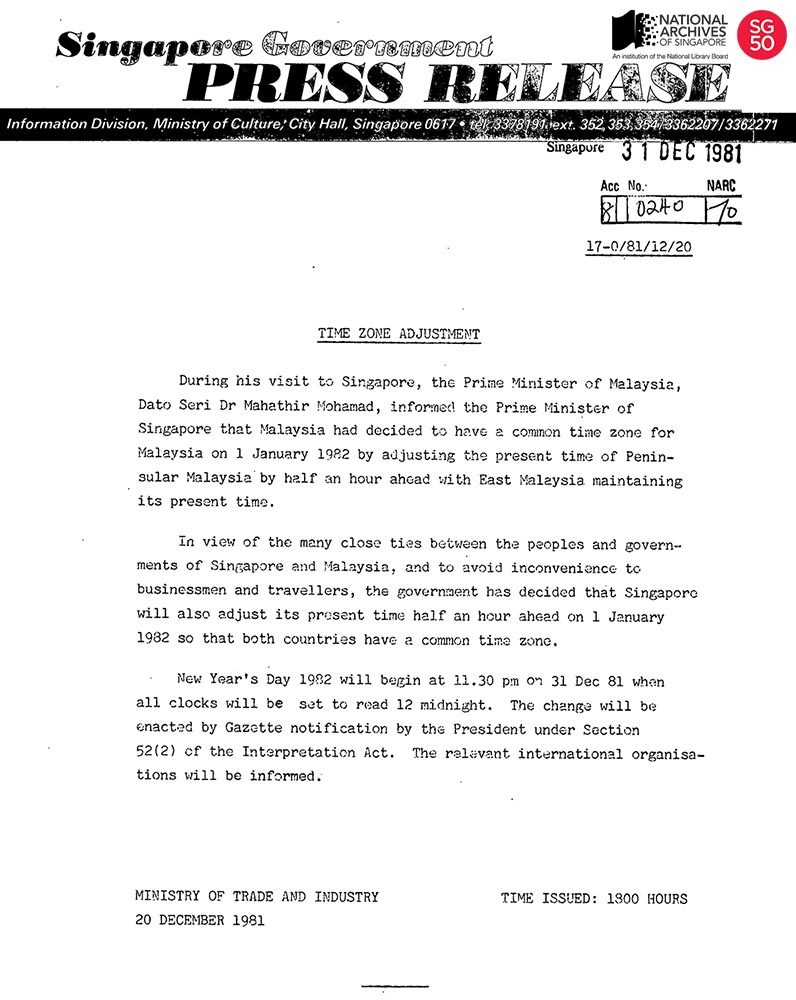 NATIONAL
ARCHIVES
OF SINGAPORE
An institution of the National Library Board
SG
50
Singapore Government
PRESS RELEASE
Information Division, Ministry of Culture, City Hall, Singapore 0617 • tel: 3378191 ext. 352, 353, 354/3362207/3362271
Singapore 31 DEC 1981
Acc No. NARC
81 0240 70
17-0/81/12/20
TIME ZONE ADJUSTMENT
During his visit to Singapore, the Prime Minister of Malaysia,
Dato Seri Dr Mahathir Mohamad, informed the Prime Minister of
Singapore that Malaysia had decided to have a common time zone for
Malaysia on 1 January 1982 by adjusting the present time of Penin-
sular Malaysia by half an hour ahead with East Malaysia maintaining
its present time.
In view of the many close ties between the peoples and govern-
ments of Singapore and Malaysia, and to avoid inconvenience to
businessmen and travellers, the government has decided that Singapore
will also adjust its present time half an hour ahead on 1 January
1982 so that both countries have a common time zone.
New Year's Day 1982 will begin at 11.30 pm on 31 Dec 81 when
all clocks will be set to read 12 midnight. The change will be
enacted by Gazette notification by the President under Section
52(2) of the Interpretation Act. The relevant international organisa-
tions will be informed.
MINISTRY OF TRADE AND INDUSTRY TIME ISSUED: 1800 HOURS
20 DECEMBER 1981